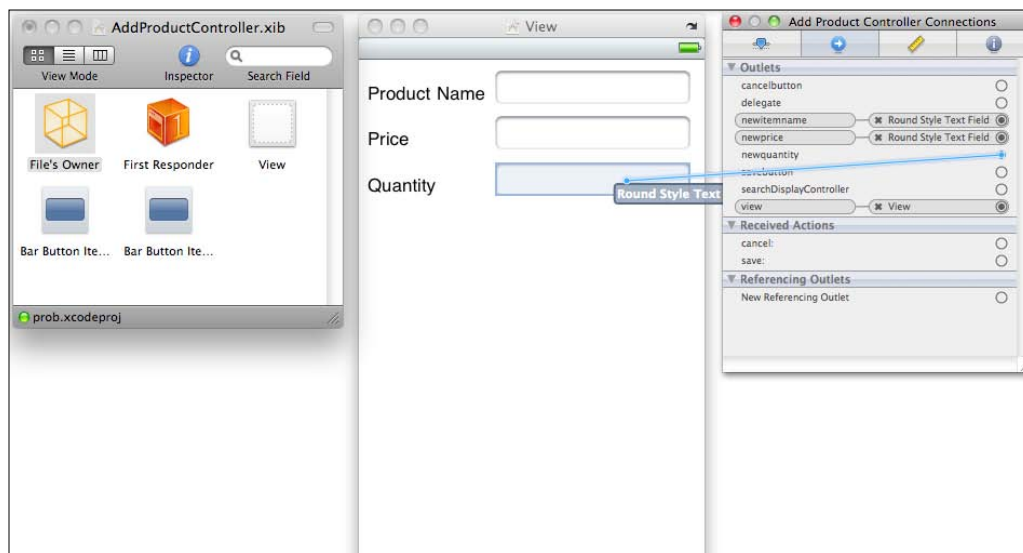 AddProductController.xib
View Mode
Inspector
Search Field
File's Owner
First Responder
View
Bar Button Ite...
Bar Button Ite...
prob.xcodeproj
View
Product Name
Price
Quantity
Round Style Text
Add Product Controller Connections
Outlets
cancelbutton
delegate
newitemname
Round Style Text Field
newprice
Round Style Text Field
newquantity
savebutton
searchDisplayController
view
View
Received Actions
cancel:
save:
Referencing Outlets
New Referencing Outlet